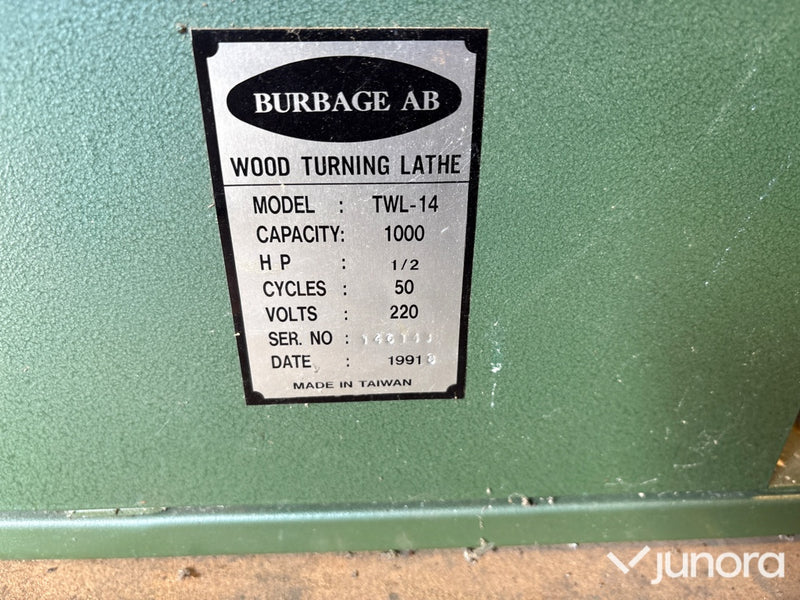 BURBAGE AB
WOOD TURNING LATHE
MODEL : TWL-14
CAPACITY: 1000
H P : 1/2
CYCLES : 50
VOLTS : 220
SER. NO :
DATE : 1991
MADE IN TAIWAN
junora